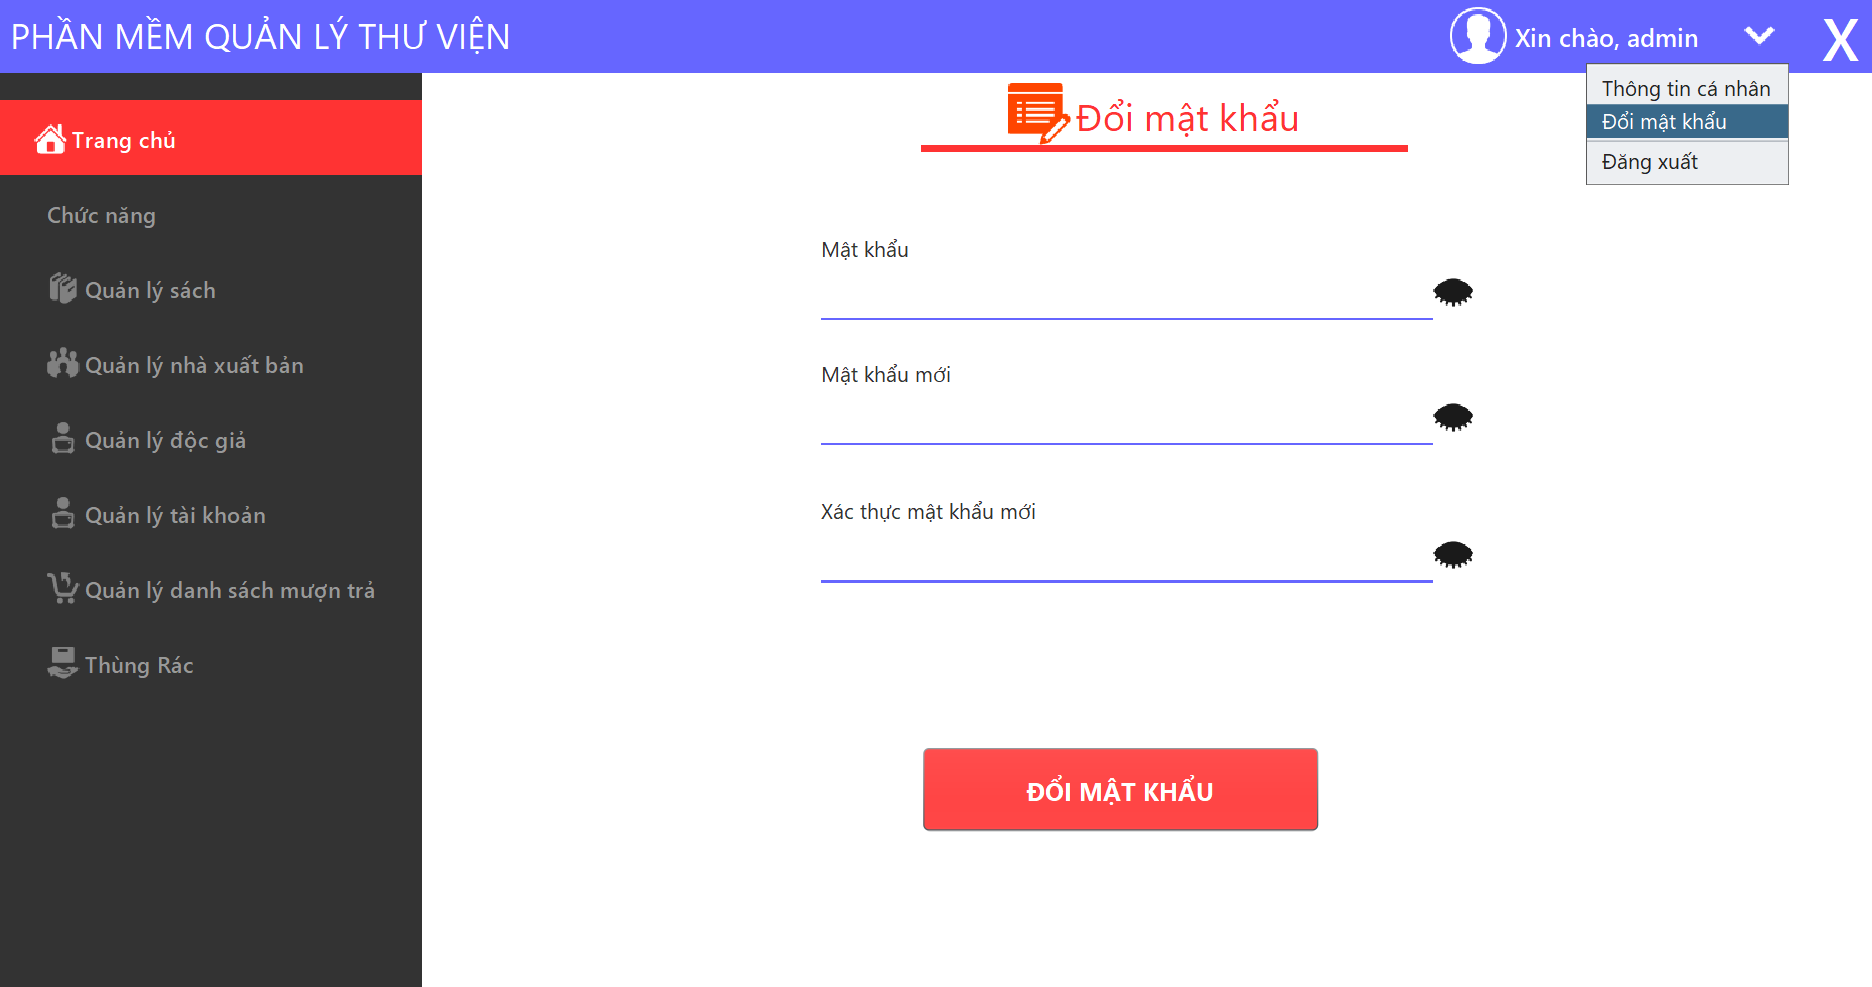 PHẦN MỀM QUẢN LÝ THƯ VIỆN
Xin chào, admin
X
Thông tin cá nhân
Đổi mật khẩu
Đăng xuất
Trang chủ
Chức năng
Quản lý sách
Quản lý nhà xuất bản
Quản lý độc giả
Quản lý tài khoản
Quản lý danh sách mượn trả
Thùng Rác
Đổi mật khẩu
Mật khẩu
Mật khẩu mới
Xác thực mật khẩu mới
ĐỔI MẬT KHẨU